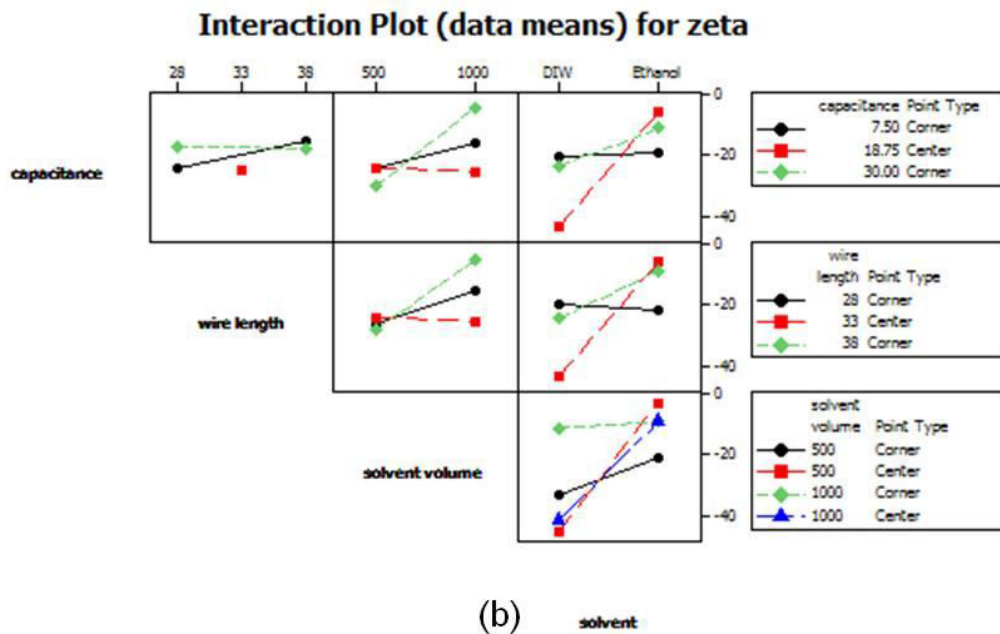 Interaction Plot (data means) for zeta
28 33 38 500 1000 DIW Ethanol
capacitance
0
-20
-40
capacitance Point Type
7.50 Corner
18.75 Center
30.00 Corner
wire length
0
-20
-40
wire
length Point Type
28 Corner
33 Center
38 Corner
solvent volume
0
-20
-40
solvent
volume Point Type
500 Corner
500 Center
1000 Corner
1000 Center
(b)
solvent